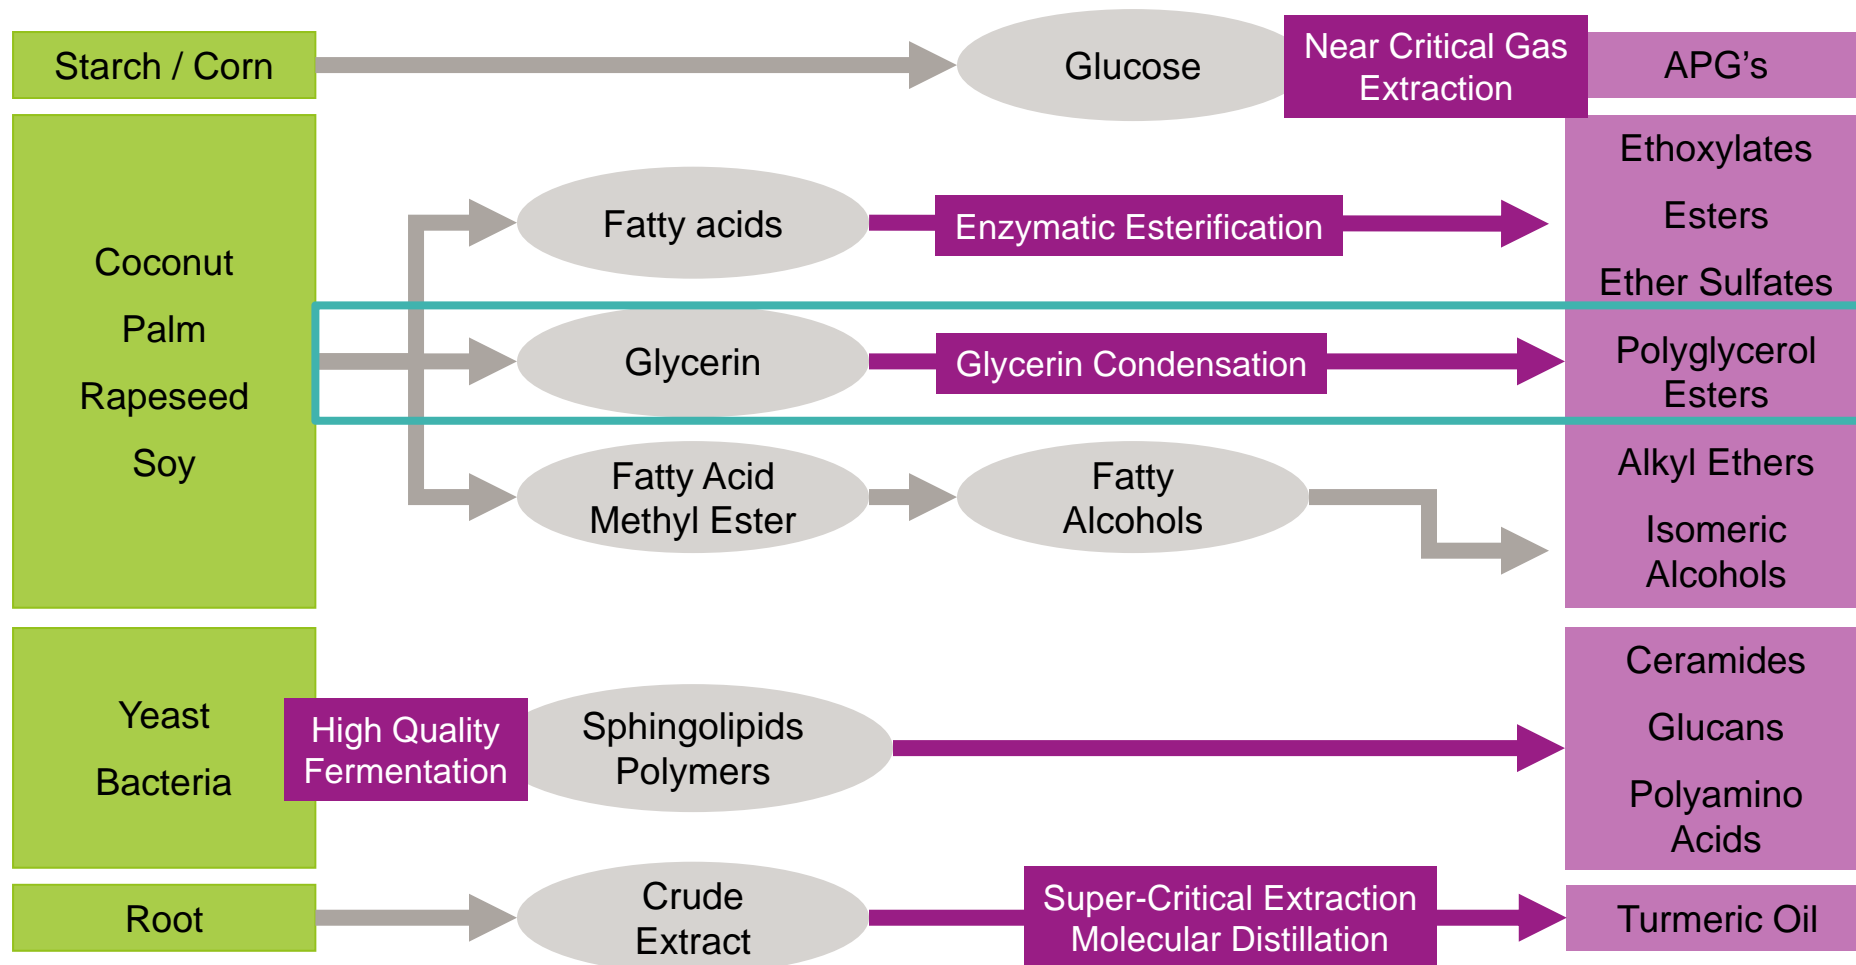 Starch / Corn
Glucose
Near Critical Gas
Extraction
APG's
Coconut
Palm
Rapeseed
Soy
Fatty acids
Enzymatic Esterification
Ethoxylates
Esters
Ether Sulfates
Glycerin
Glycerin Condensation
Polyglycerol
Esters
Fatty Acid
Methyl Ester
Fatty
Alcohols
Alkyl Ethers
Isomeric
Alcohols
Yeast
Bacteria
High Quality
Fermentation
Sphingolipids
Polymers
Ceramides
Glucans
Polyamino
Acids
Root
Crude
Extract
Super-Critical Extraction
Molecular Distillation
Turmeric Oil